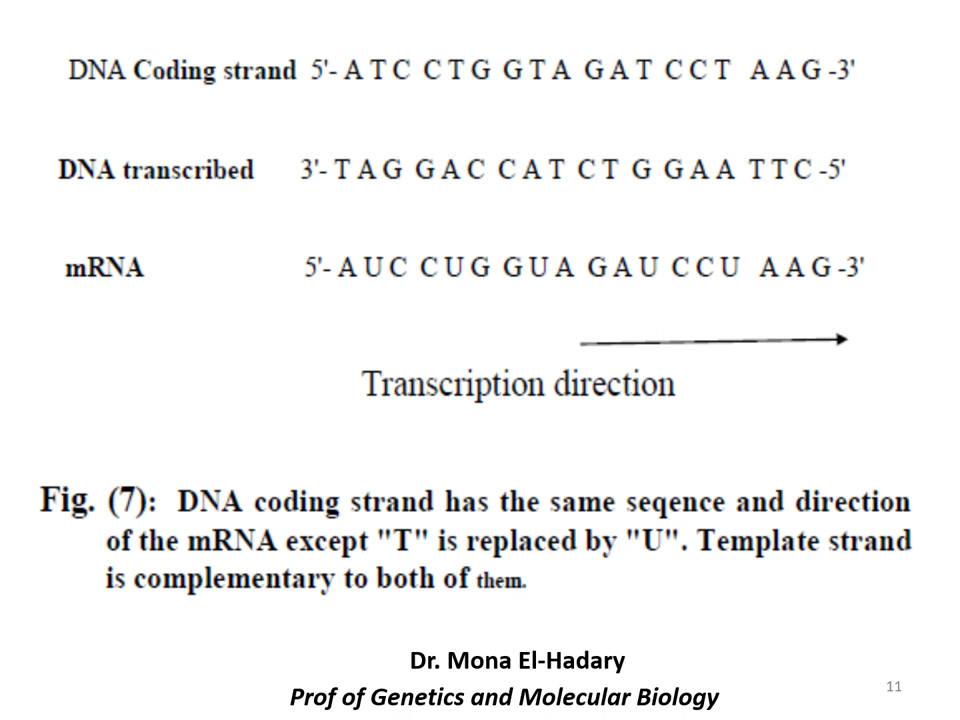 DNA Coding strand 5'- A T C C T G G T A G A T C C T A A G -3'
DNA transcribed 3'- T A G G A C C A T C T G G A A T T C -5'
mRNA 5'- A U C C U G G U A G A U C C U A A G -3'
Transcription direction
Fig. (7): DNA coding strand has the same seqence and direction
of the mRNA except "T" is replaced by "U". Template strand
is complementary to both of them.
Dr. Mona El-Hadary
Prof of Genetics and Molecular Biology
11